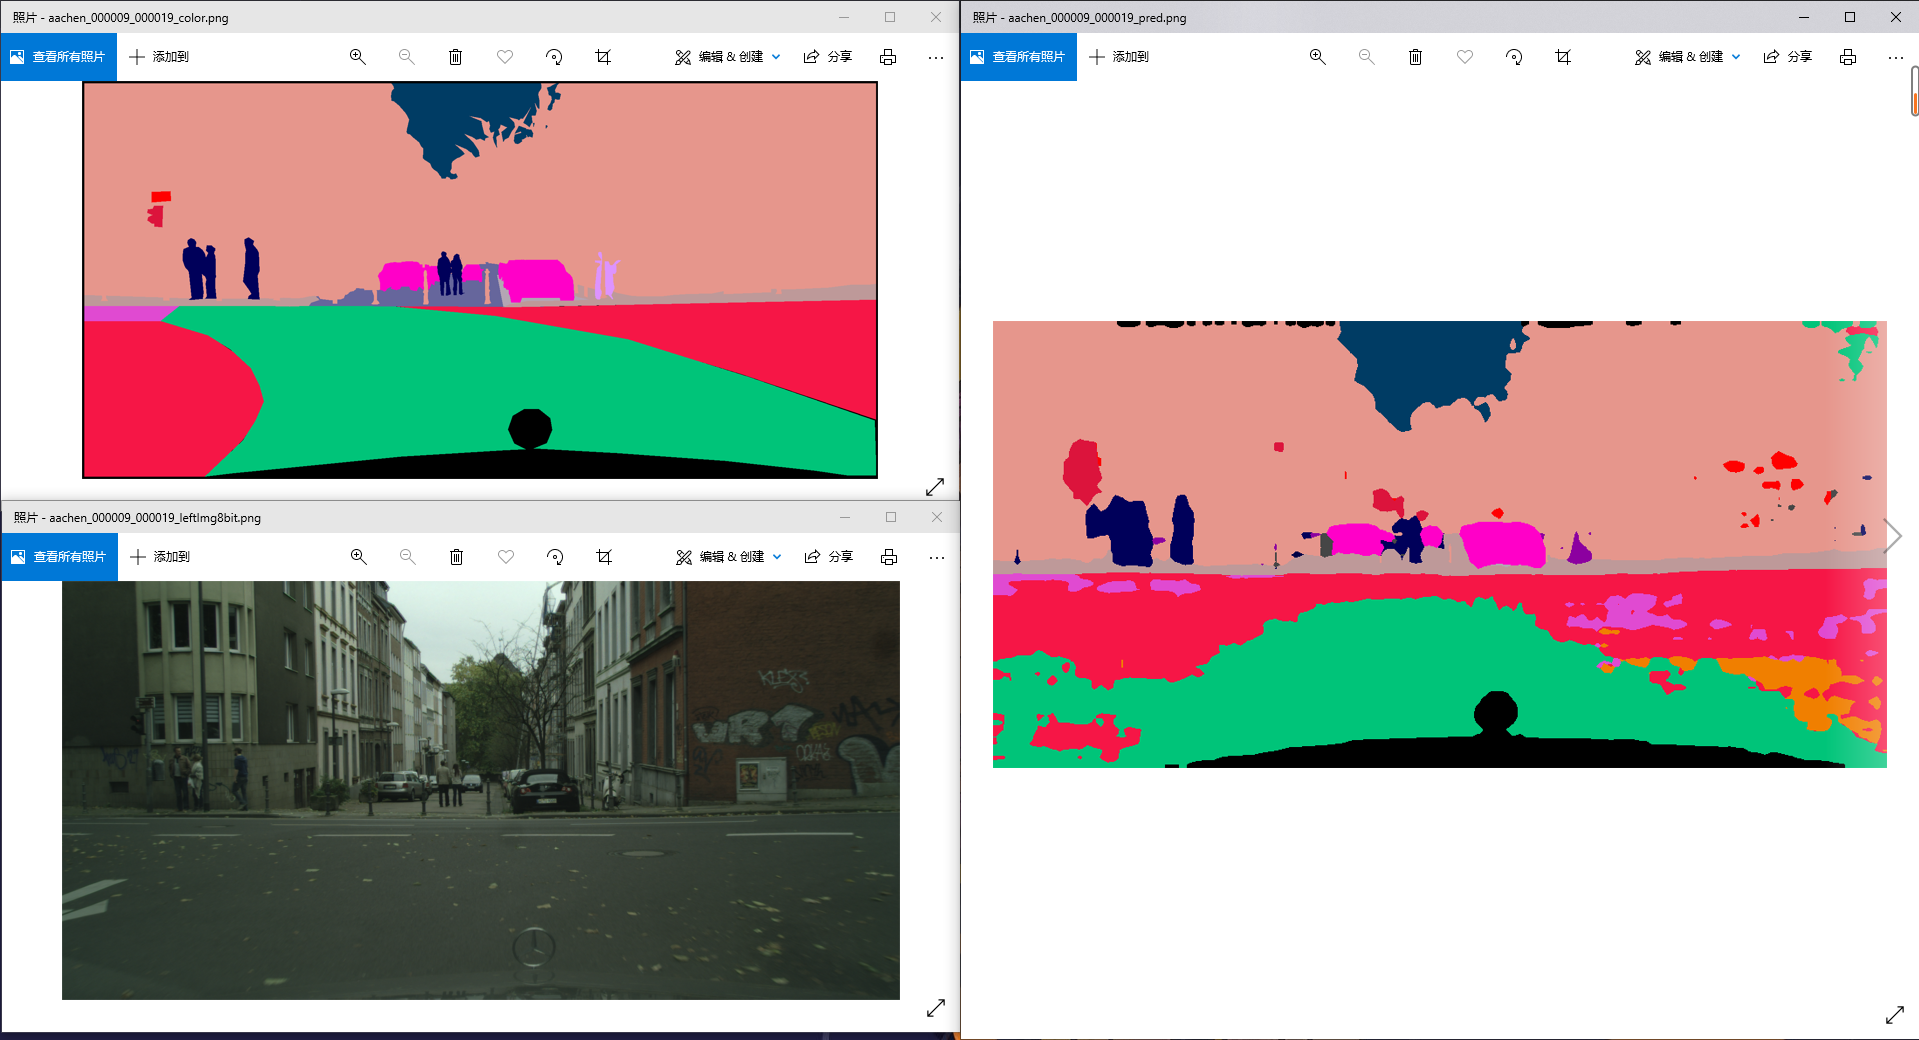 照片 - aachen_000009_000019_color.png
查看所有照片 添加到 编辑 & 创建 分享
照片 - aachen_000009_000019_leftImg8bit.png
查看所有照片 添加到 编辑 & 创建 分享
照片 - aachen_000009_000019_pred.png
查看所有照片 添加到 编辑 & 创建 分享